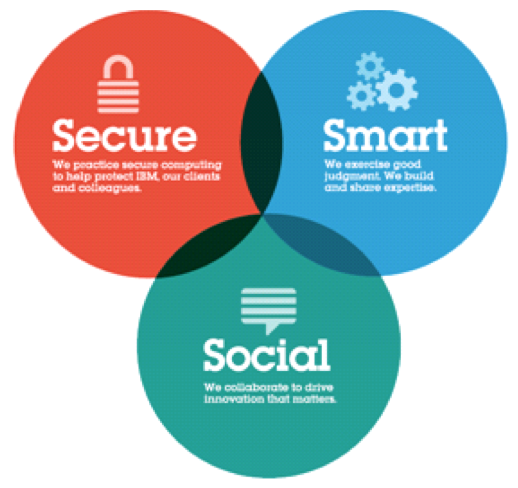 Secure
We practice secure computing
to help protect IBM, our clients
and colleagues.
Smart
We exercise good
judgment. We build
and share expertise.
Social
We collaborate to drive
innovation that matters.